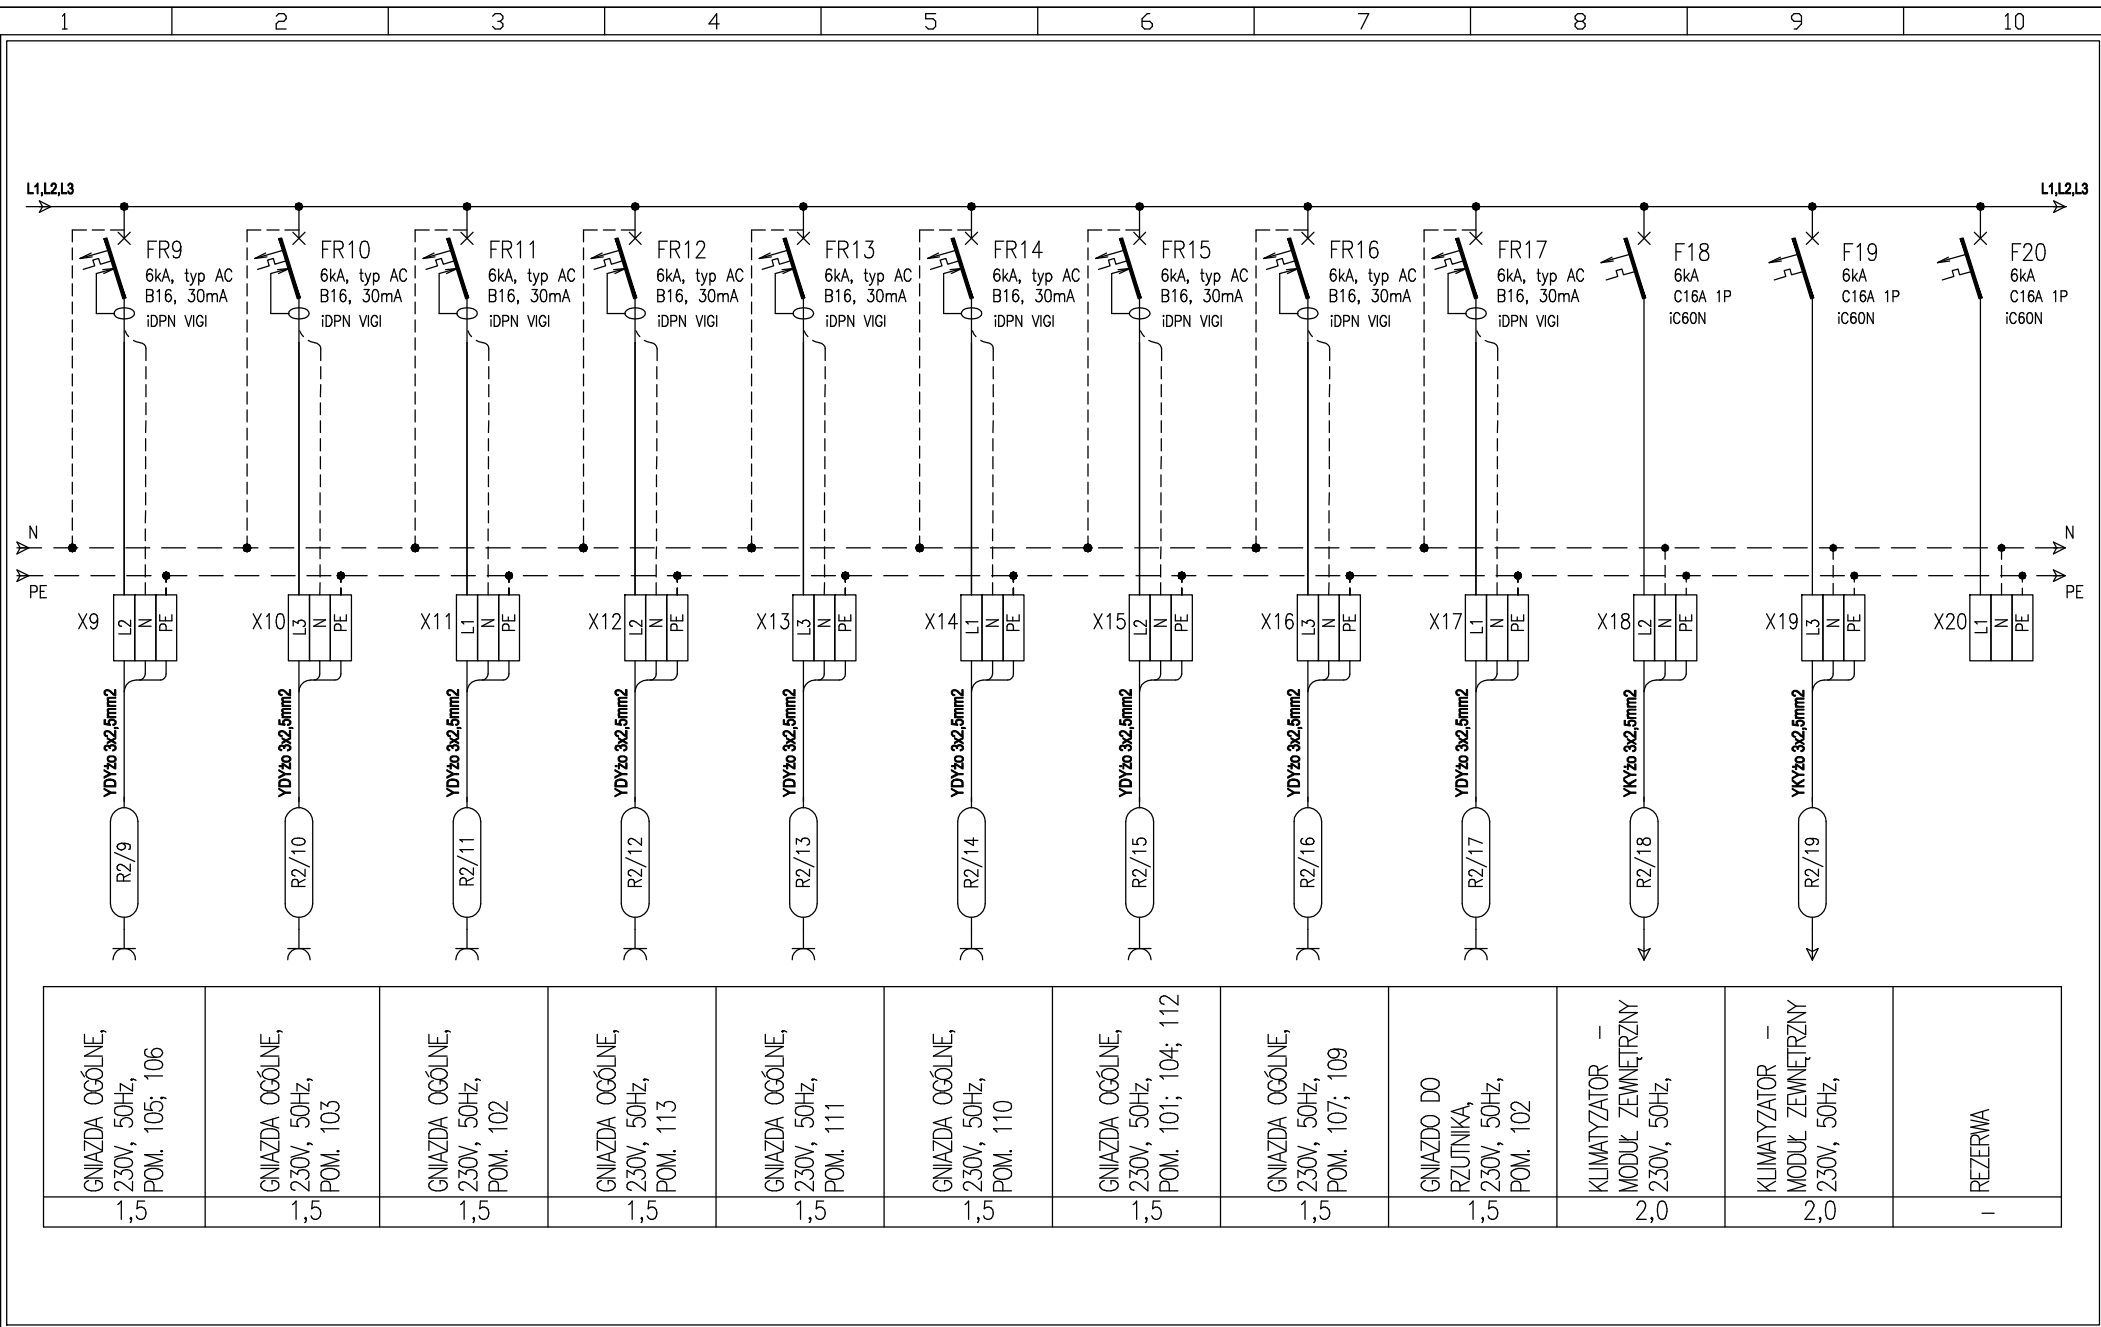 1 2 3 4 5 6 7 8 9 10
L1,L2,L3 L1,L2,L3
FR9
6kA, typ AC
B16, 30mA
iDPN VIGI
FR10
6kA, typ AC
B16, 30mA
iDPN VIGI
FR11
6kA, typ AC
B16, 30mA
iDPN VIGI
FR12
6kA, typ AC
B16, 30mA
iDPN VIGI
FR13
6kA, typ AC
B16, 30mA
iDPN VIGI
FR14
6kA, typ AC
B16, 30mA
iDPN VIGI
FR15
6kA, typ AC
B16, 30mA
iDPN VIGI
FR16
6kA, typ AC
B16, 30mA
iDPN VIGI
FR17
6kA, typ AC
B16, 30mA
iDPN VIGI
F18
6kA
C16A 1P
iC60N
F19
6kA
C16A 1P
iC60N
F20
6kA
C16A 1P
iC60N
N N
PE PE
X9 L2 N PE
X10 L3 N PE
X11 L1 N PE
X12 L2 N PE
X13 L3 N PE
X14 L1 N PE
X15 L2 N PE
X16 L3 N PE
X17 L1 N PE
X18 L2 N PE
X19 L3 N PE
X20 L1 N PE
YDYżo 3x2,5mm2
YDYżo 3x2,5mm2
YDYżo 3x2,5mm2
YDYżo 3x2,5mm2
YDYżo 3x2,5mm2
YDYżo 3x2,5mm2
YDYżo 3x2,5mm2
YDYżo 3x2,5mm2
YDYżo 3x2,5mm2
YKYżo 3x2,5mm2
YKYżo 3x2,5mm2
R2/9
R2/10
R2/11
R2/12
R2/13
R2/14
R2/15
R2/16
R2/17
R2/18
R2/19
GNIAZDA OGÓLNE,
230V, 50Hz,
POM. 105; 106
GNIAZDA OGÓLNE,
230V, 50Hz,
POM. 103
GNIAZDA OGÓLNE,
230V, 50Hz,
POM. 102
GNIAZDA OGÓLNE,
230V, 50Hz,
POM. 113
GNIAZDA OGÓLNE,
230V, 50Hz,
POM. 111
GNIAZDA OGÓLNE,
230V, 50Hz,
POM. 110
GNIAZDA OGÓLNE,
230V, 50Hz,
POM. 101; 104; 112
GNIAZDA OGÓLNE,
230V, 50Hz,
POM. 107; 109
GNIAZDO DO
RZUTNIKA,
230V, 50Hz,
POM. 102
KLIMATYZATOR –
MODUŁ ZEWNĘTRZNY
230V, 50Hz,
KLIMATYZATOR –
MODUŁ ZEWNĘTRZNY
230V, 50Hz,
REZERWA
1,5 1,5 1,5 1,5 1,5 1,5 1,5 1,5 1,5 2,0 2,0 –